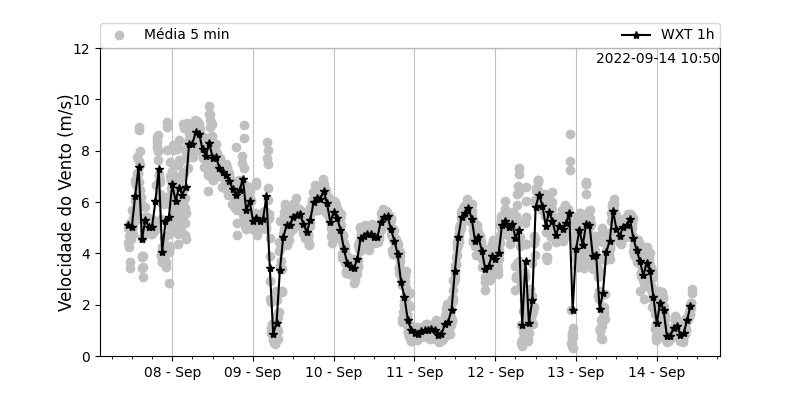 Média 5 min
WXT 1h
2022-09-14 10:50
Velocidade do Vento (m/s)
12
10
8
6
4
2
0
08 - Sep
09 - Sep
10 - Sep
11 - Sep
12 - Sep
13 - Sep
14 - Sep